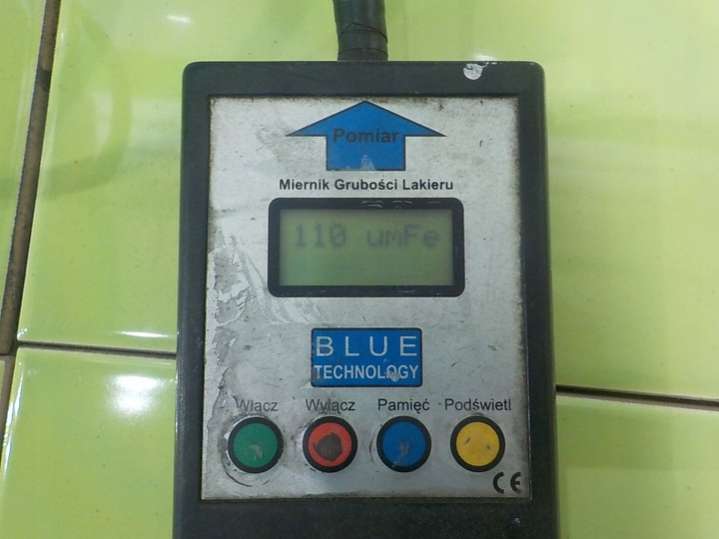 Pomiar
Miernik Grubości Lakieru
110 umFe
BLUE
TECHNOLOGY
Włącz Wyłącz Pamięć Podświetl
CE